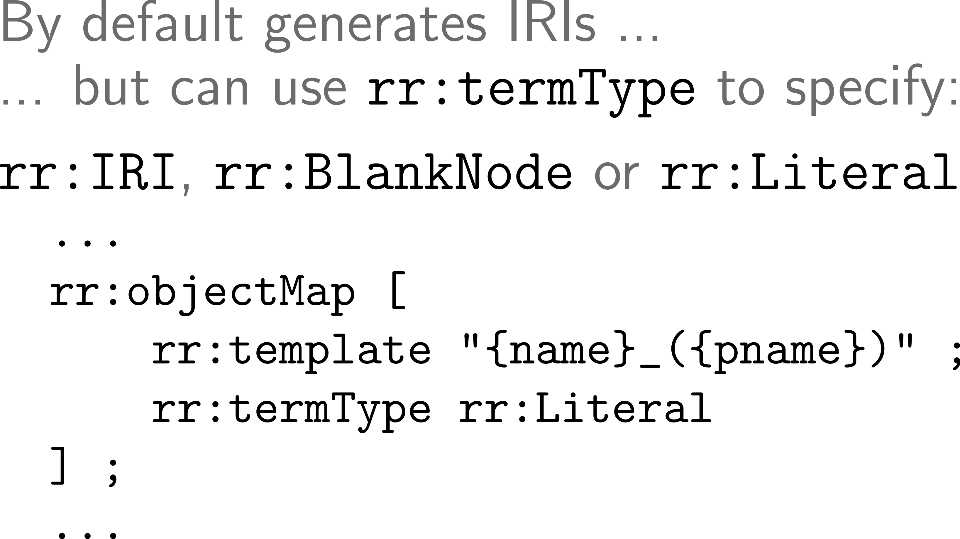 By default generates IRIs ...
... but can use rr:termType to specify:
rr:IRI, rr:BlankNode or rr:Literal
...
rr:objectMap [
rr:template "{name}_({pname})" ;
rr:termType rr:Literal
] ;
...